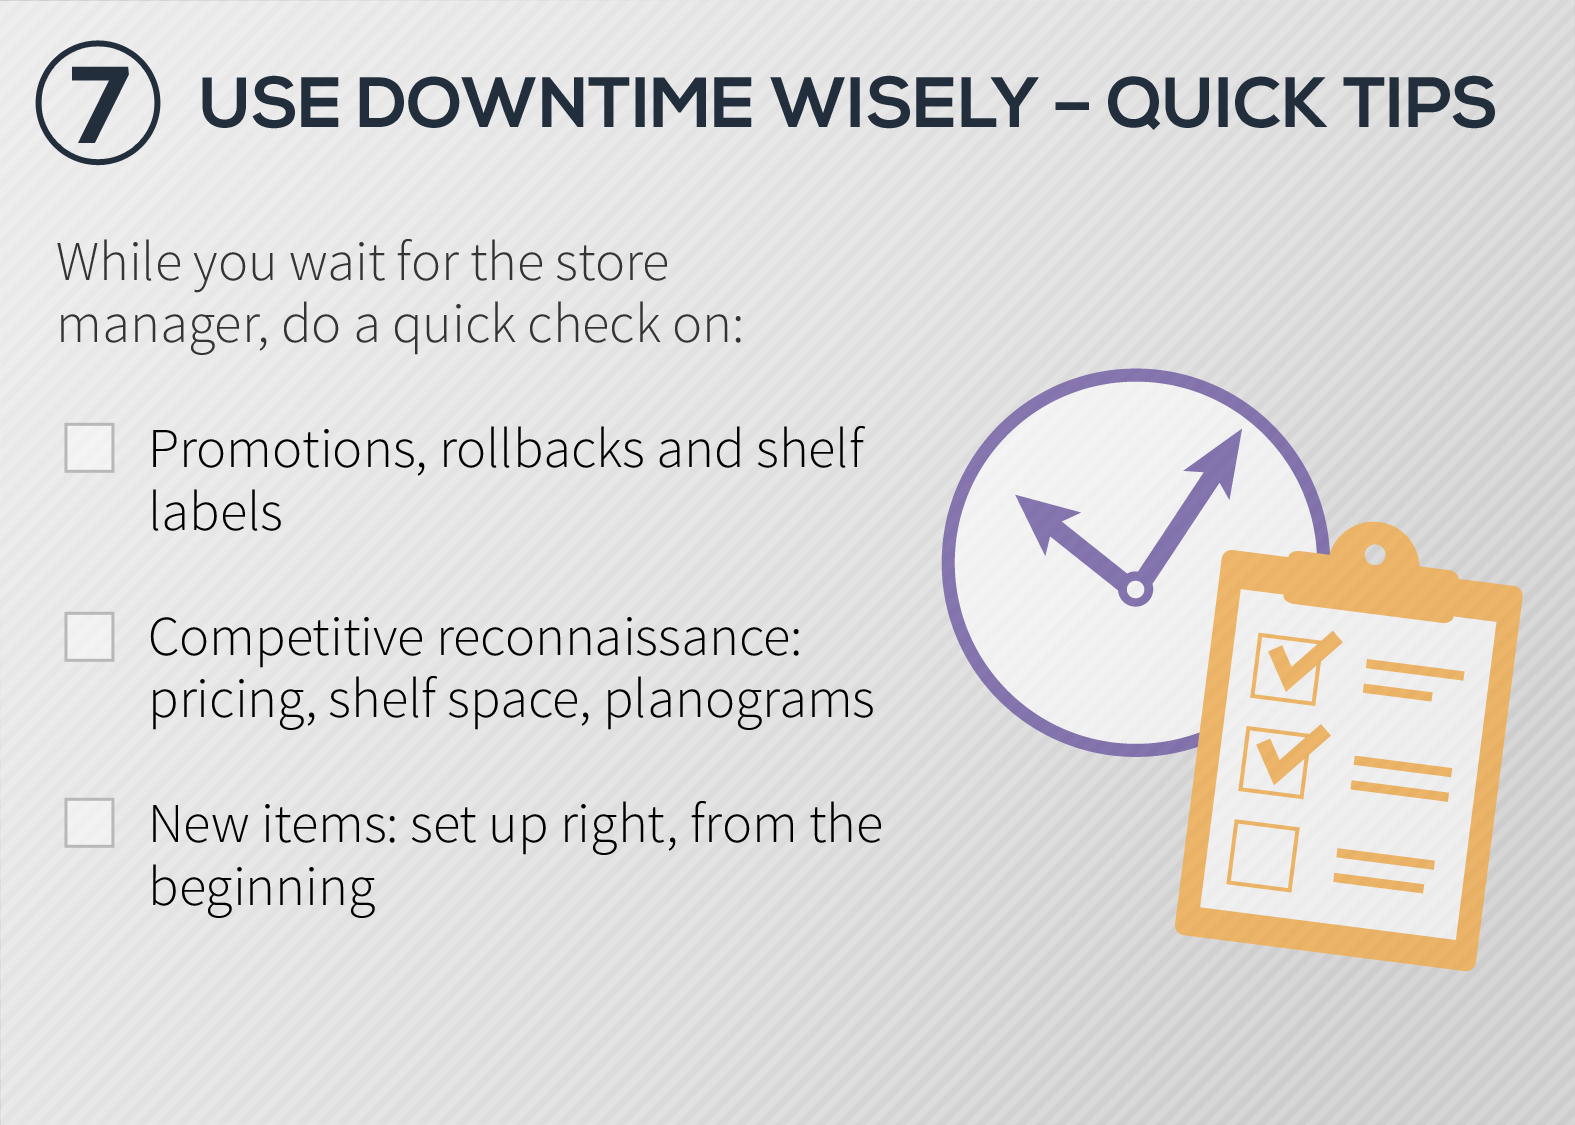 7 USE DOWNTIME WISELY – QUICK TIPS
While you wait for the store
manager, do a quick check on:
Promotions, rollbacks and shelf
labels
Competitive reconnaissance:
pricing, shelf space, planograms
New items: set up right, from the
beginning